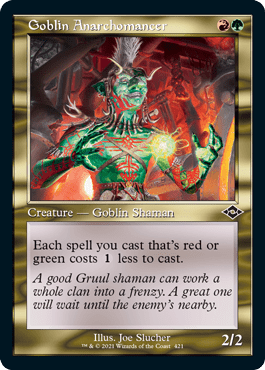 Goblin Anarchomancer
Creature — Goblin Shaman
Each spell you cast that's red or
green costs 1 less to cast.
A good Gruul shaman can work a
whole clan into a frenzy. A great one
will wait until the enemy's nearby.
Illus. Joe Slucher
™ & © 2021 Wizards of the Coast 421
2/2